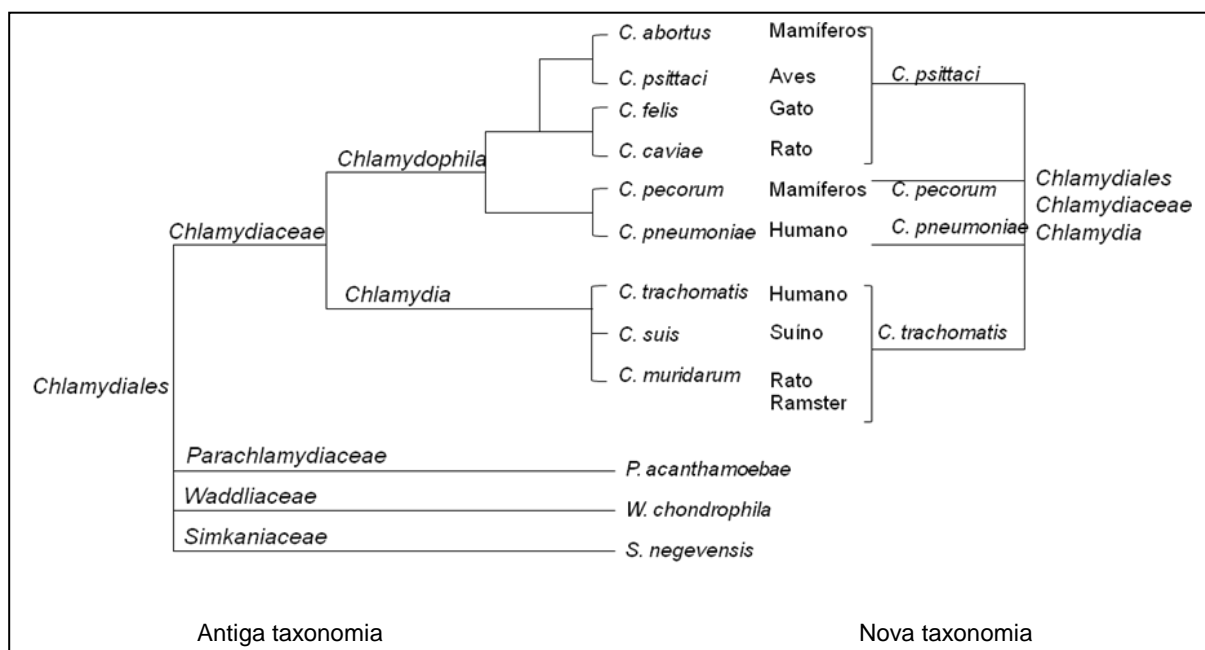 C. abortus Mamíferos
C. psittaci Aves C. psittaci
C. felis Gato
Chlamydophila C. caviae Rato
C. pecorum Mamíferos C. pecorum Chlamydiales
Chlamydiaceae C. pneumoniae Humano C. pneumoniae Chlamydiaceae
Chlamydia
Chlamydia C. trachomatis Humano
C. suis Suíno C. trachomatis
Chlamydiales C. muridarum Rato
Ramster
Parachlamydiaceae P. acanthamoebae
Waddliaceae W. chondrophila
Simkaniaceae S. negevensis
Antiga taxonomia Nova taxonomia